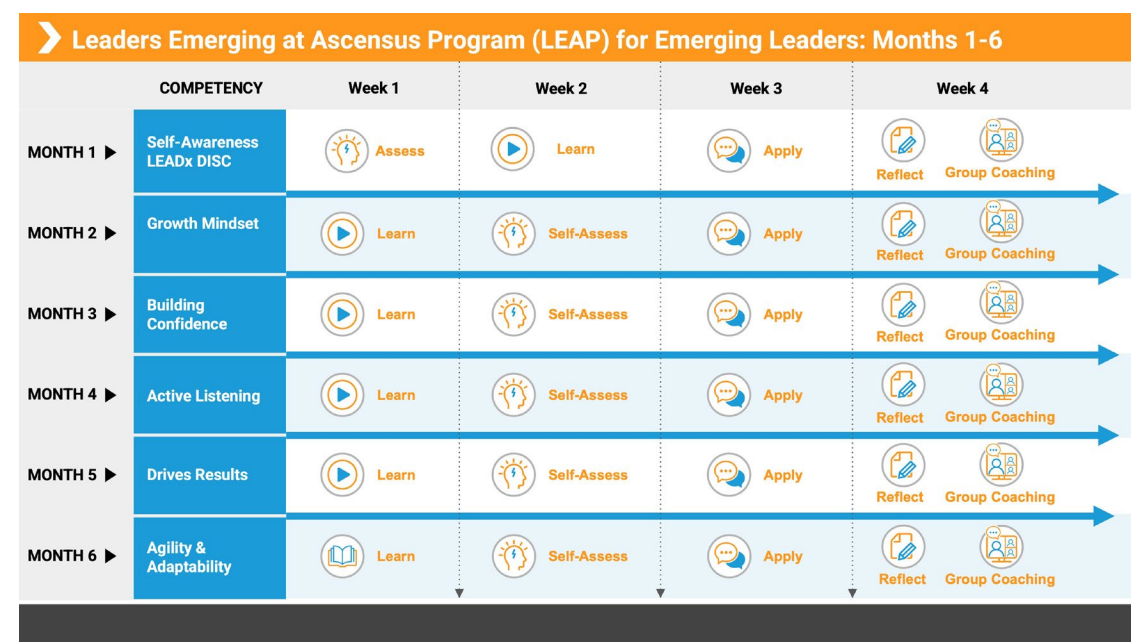 Leaders Emerging at Ascensus Program (LEAP) for Emerging Leaders: Months 1-6
COMPETENCY Week 1 Week 2 Week 3 Week 4
MONTH 1
Self-Awareness
LEADx DISC
Assess Learn Apply
Reflect Group Coaching
MONTH 2
Growth Mindset
Learn Self-Assess Apply
Reflect Group Coaching
MONTH 3
Building
Confidence
Learn Self-Assess Apply
Reflect Group Coaching
MONTH 4
Active Listening
Learn Self-Assess Apply
Reflect Group Coaching
MONTH 5
Drives Results
Learn Self-Assess Apply
Reflect Group Coaching
MONTH 6
Agility &
Adaptability
Learn Self-Assess Apply
Reflect Group Coaching